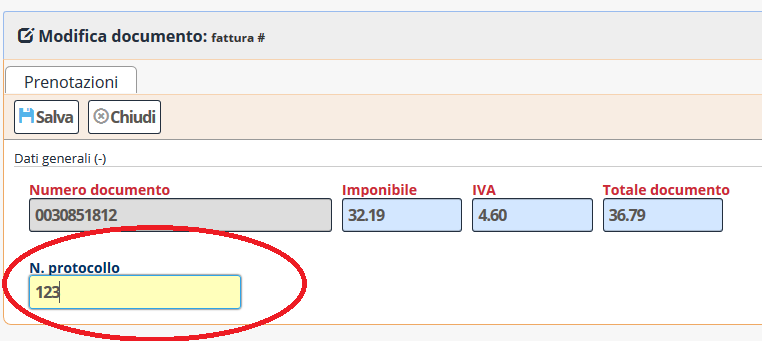 Modifica documento: fattura #
Prenotazioni
Salva Chiudi
Dati generali (-)
Numero documento Imponibile IVA Totale documento
0030851812 32.19 4.60 36.79
N. protocollo
123